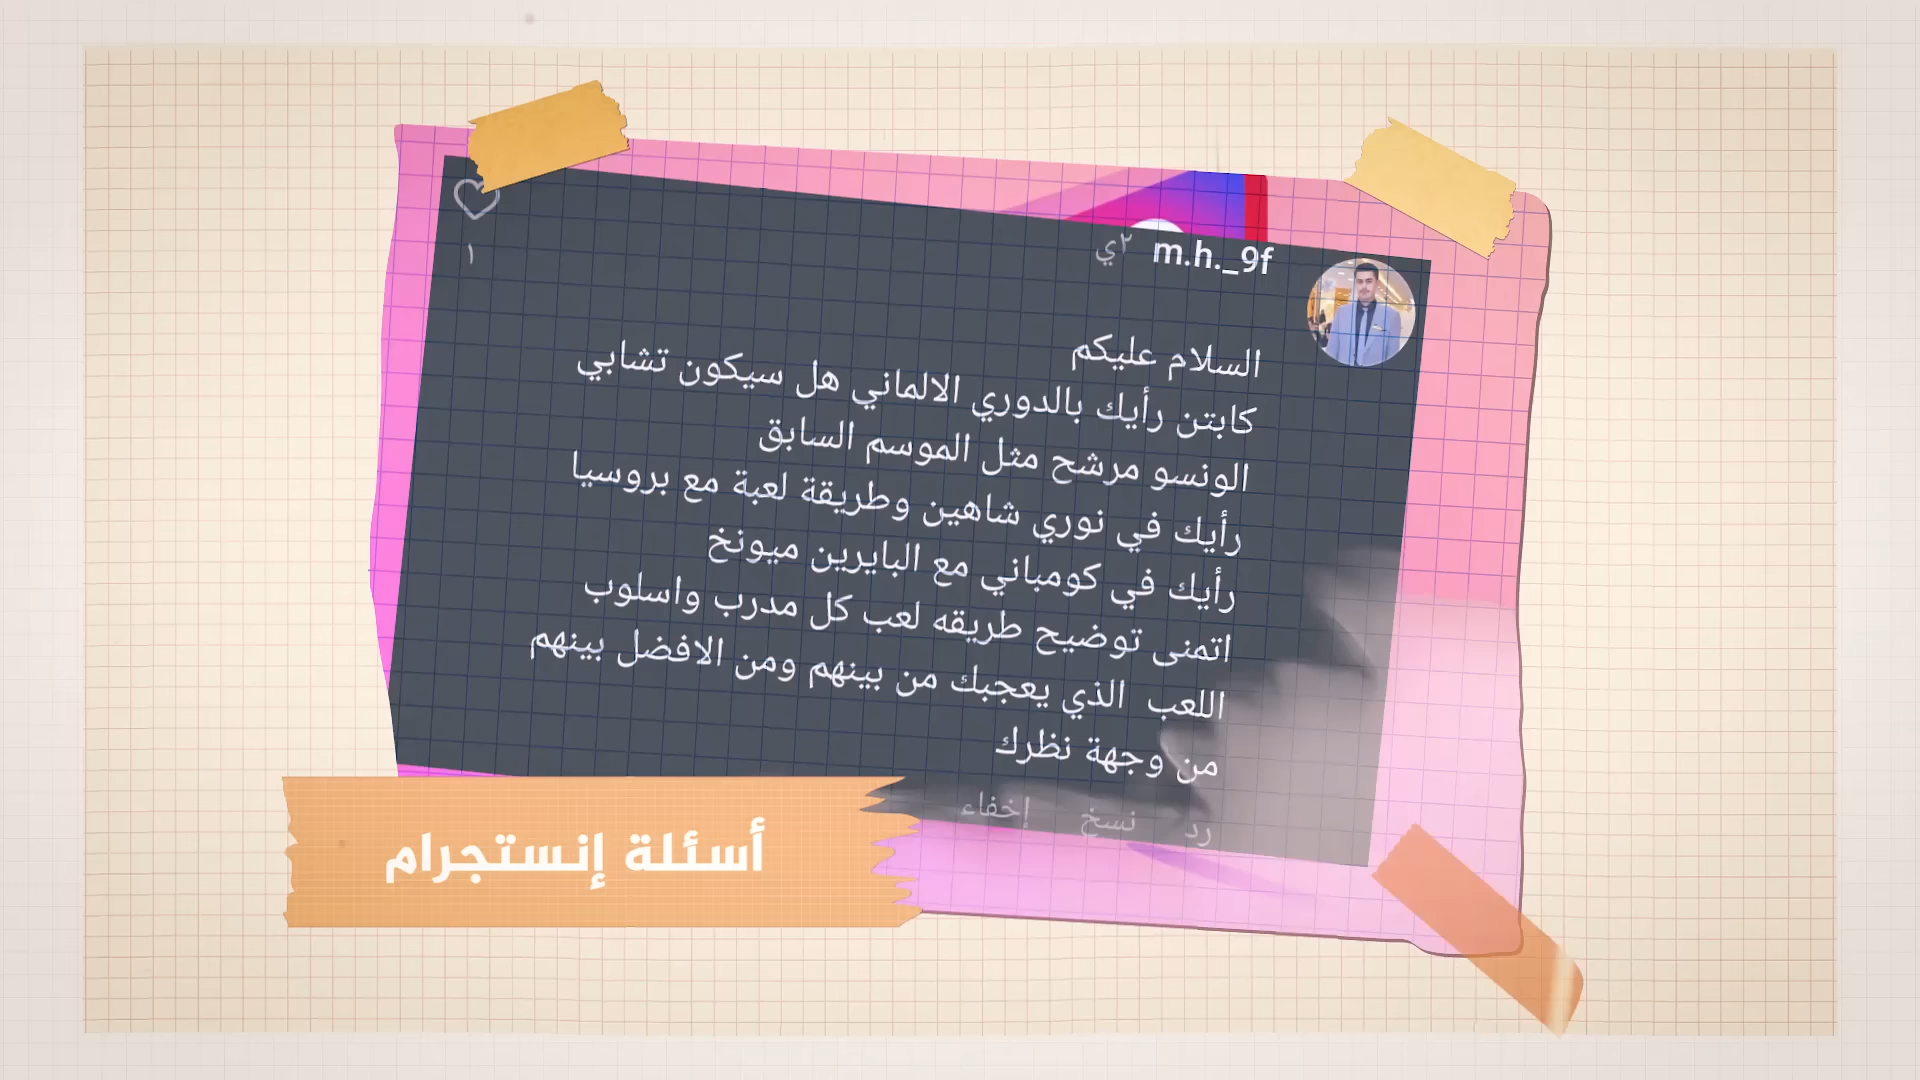 m.h._9f ٢ي
١
السلام عليكم
كابتن رأيك بالدوري الالماني هل سيكون تشابي
الونسو مرشح مثل الموسم السابق
رأيك في نوري شاهين وطريقة لعبة مع بروسيا
رأيك في كومباني مع البايرين ميونخ
اتمنى توضيح طريقه لعب كل مدرب واسلوب
اللعب الذي يعجبك من بينهم ومن الافضل بينهم
من وجهة نظرك
رد نسخ إخفاء
أسئلة إنستجرام